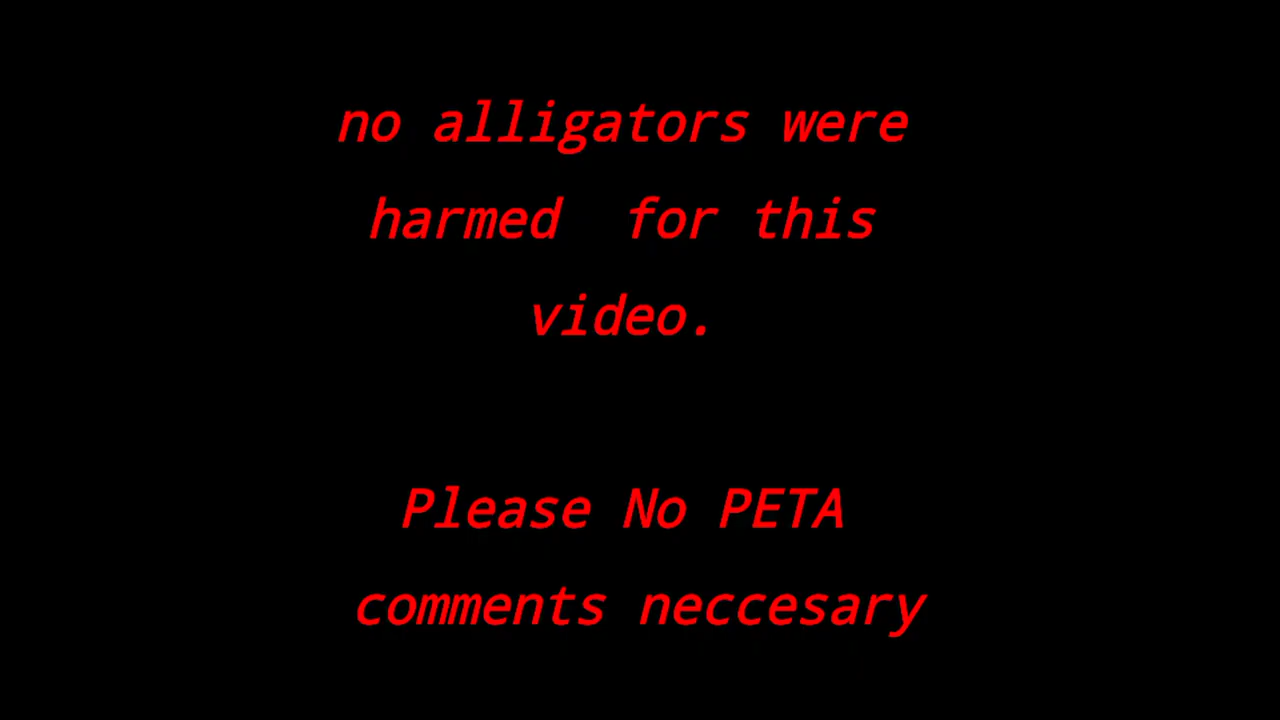 no alligators were
harmed  for this
video.
Please No PETA
comments neccesary